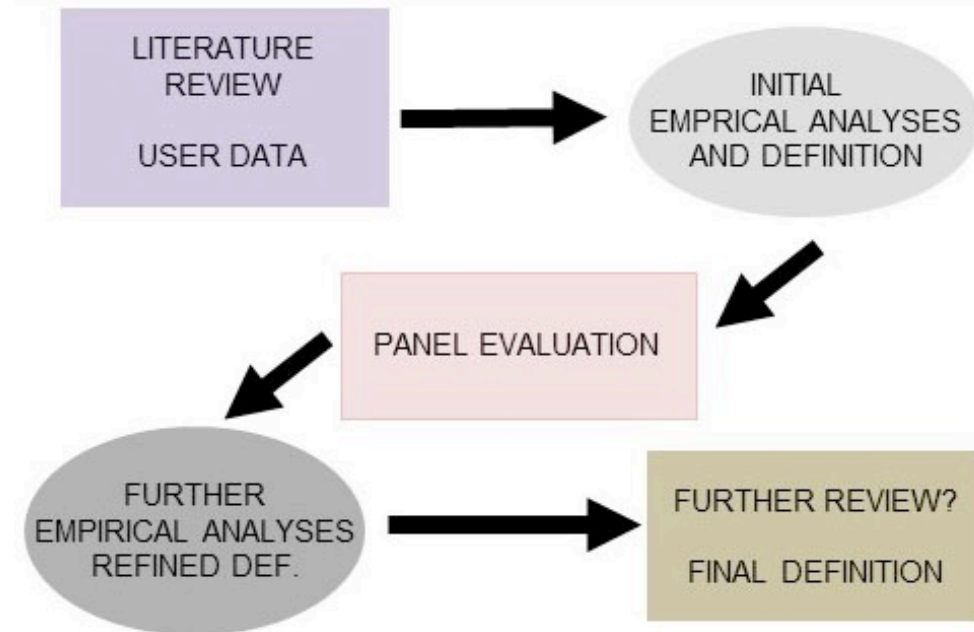 LITERATURE
REVIEW
USER DATA
INITIAL
EMPRICAL ANALYSES
AND DEFINITION
PANEL EVALUATION
FURTHER
EMPIRICAL ANALYSES
REFINED DEF.
FURTHER REVIEW?
FINAL DEFINITION